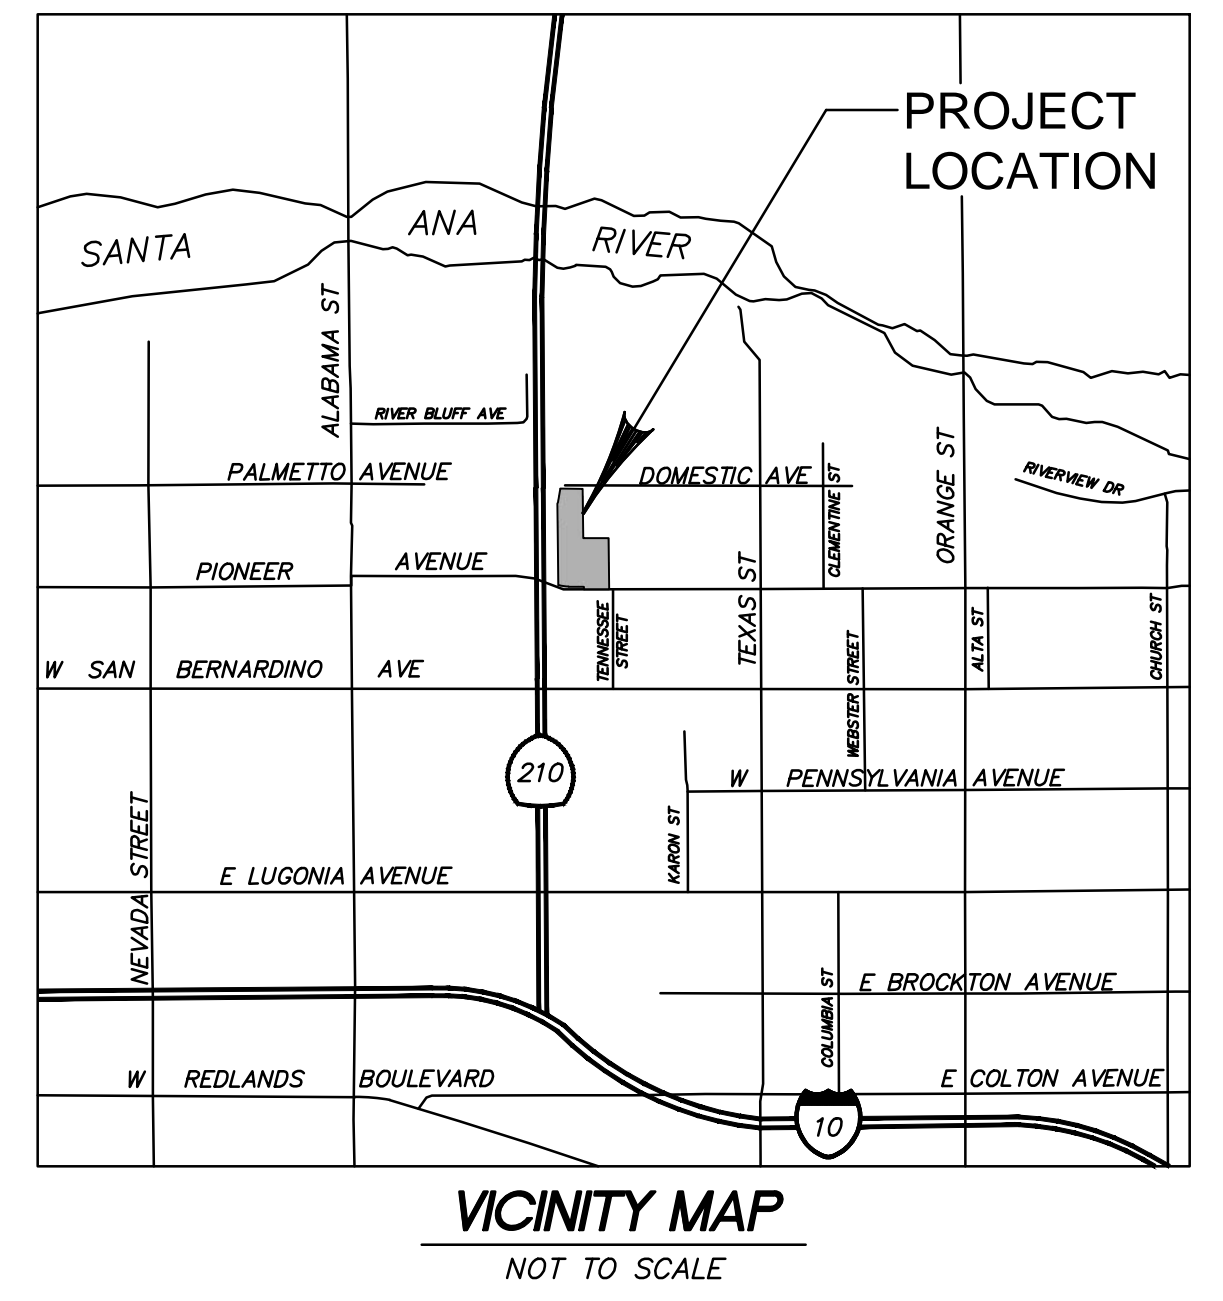 PROJECT
LOCATION
SANTA ANA RIVER
ALABAMA ST
RIVER BLUFF AVE
PALMETTO AVENUE
DOMESTIC AVE
CLEMENTINE ST
ORANGE ST
RIVERVIEW DR
PIONEER AVENUE
TENNESSEE
STREET
TEXAS ST
WEBSTER STREET
ALTA ST
CHURCH ST
W SAN BERNARDINO AVE
210
W PENNSYLVANIA AVENUE
KARON ST
NEVADA STREET
E LUGONIA AVENUE
COLUMBIA ST
E BROCKTON AVENUE
W REDLANDS BOULEVARD
E COLTON AVENUE
10
VICINITY MAP
NOT TO SCALE